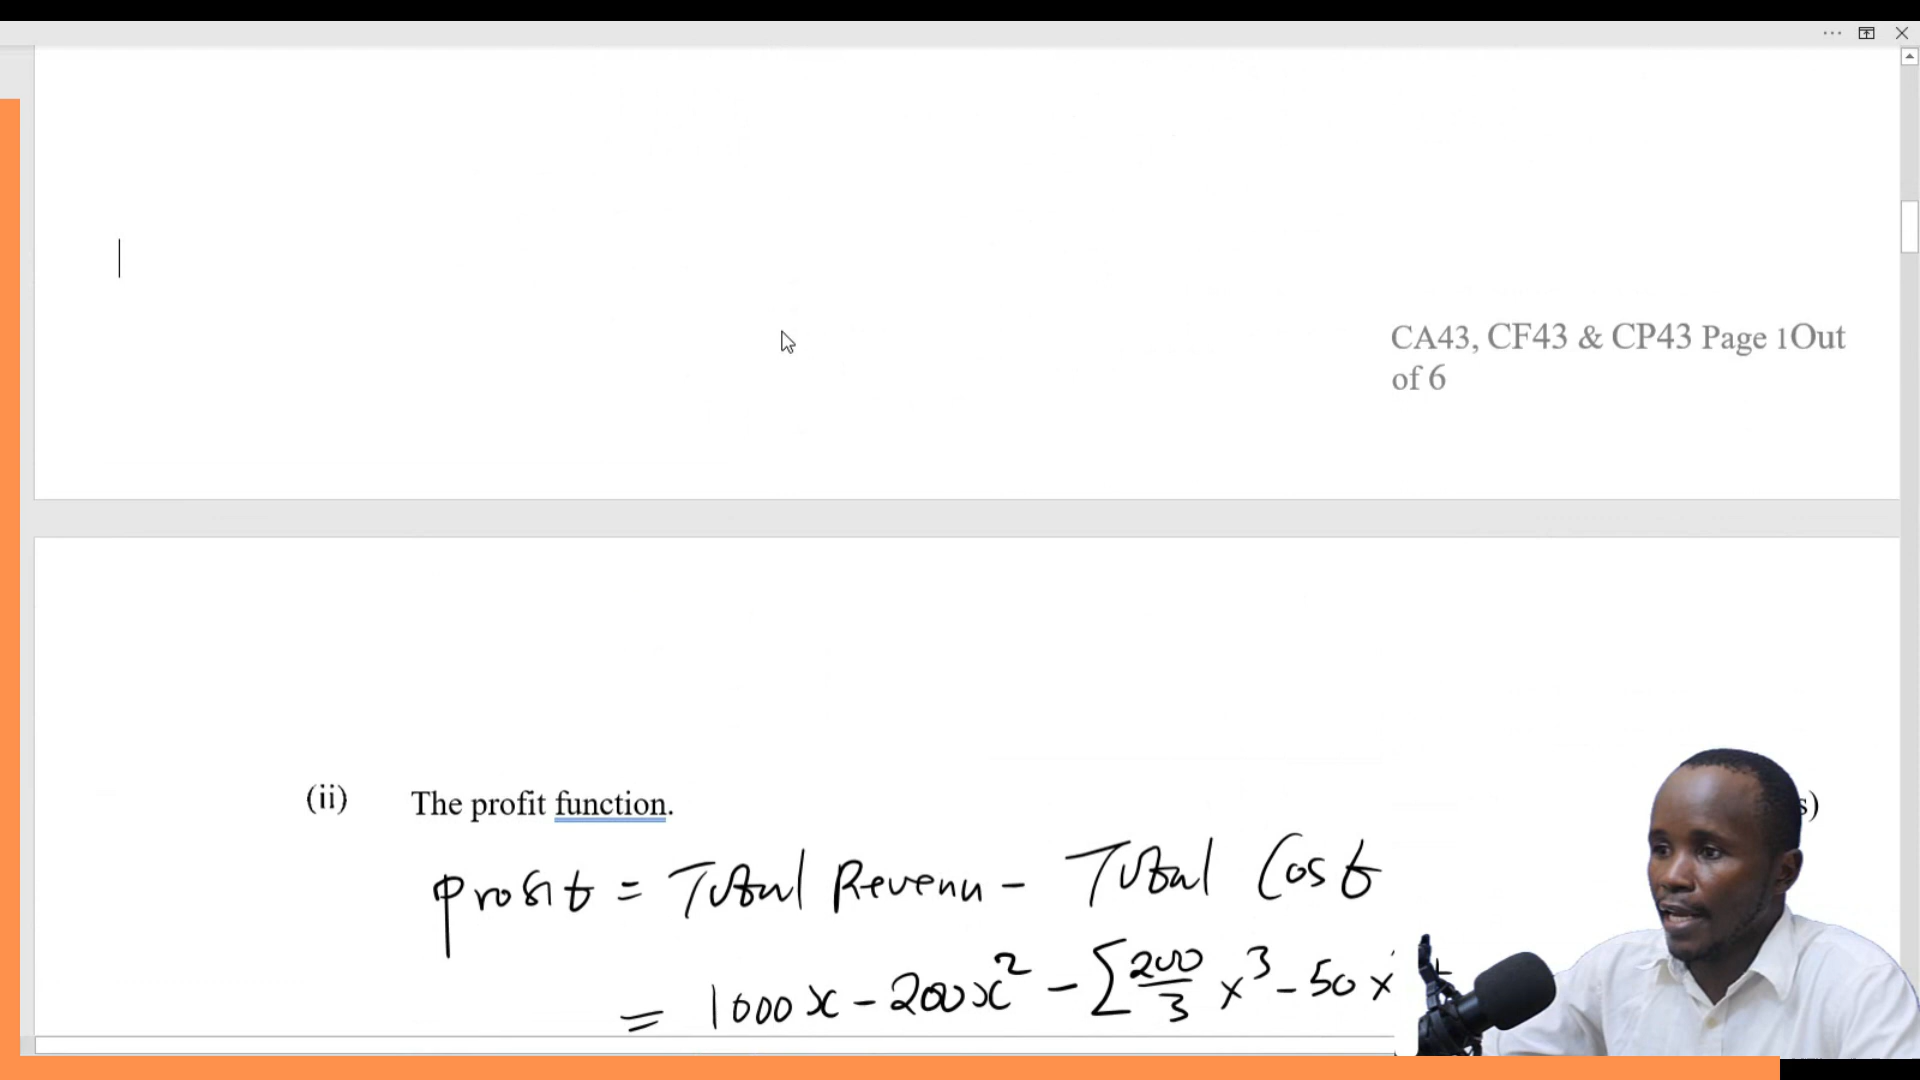 CA43, CF43 & CP43 Page 1Out
of 6
(ii) The profit function. s)
profit = Total Revenu - Total Cost
= 1000x - 200x² - [200/3 x³ - 50x